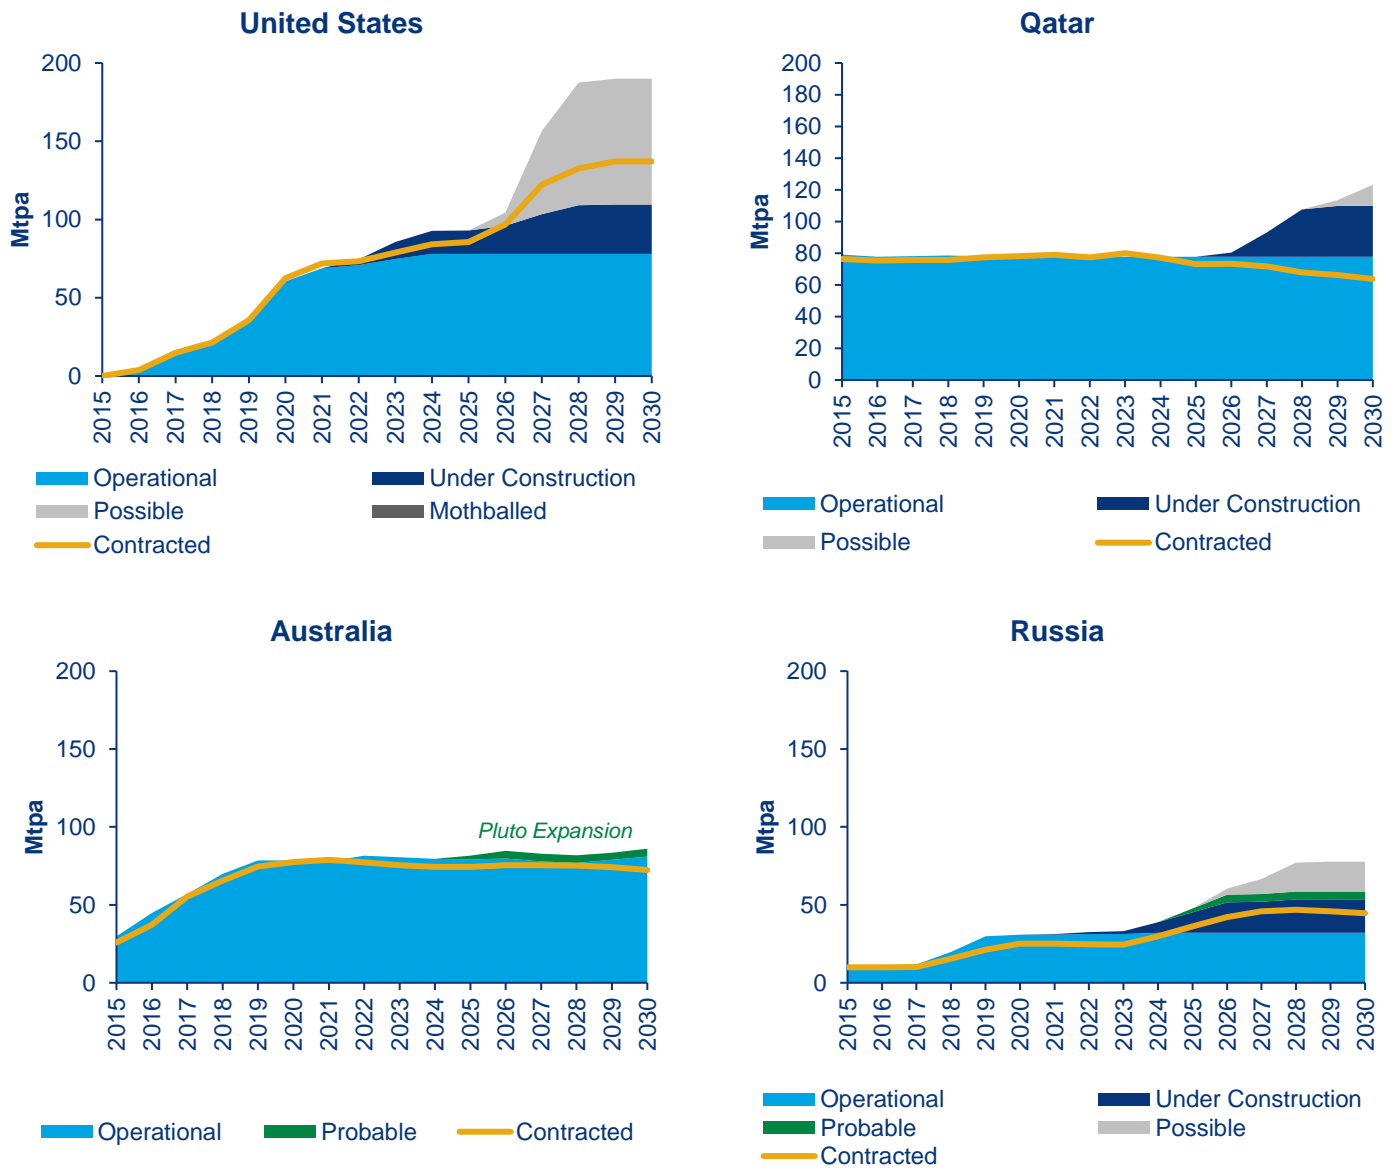 United States
200
150
100
50
0
Mtpa
2015 2016 2017 2018 2019 2020 2021 2022 2023 2024 2025 2026 2027 2028 2029 2030
Operational Under Construction
Possible Mothballed
Contracted
Qatar
200
180
160
140
120
100
80
60
40
20
0
Mtpa
2015 2016 2017 2018 2019 2020 2021 2022 2023 2024 2025 2026 2027 2028 2029 2030
Operational Under Construction
Possible Contracted
Australia
200
150
100
50
0
Mtpa
Pluto Expansion
2015 2016 2017 2018 2019 2020 2021 2022 2023 2024 2025 2026 2027 2028 2029 2030
Operational Probable Contracted
Russia
200
150
100
50
0
Mtpa
2015 2016 2017 2018 2019 2020 2021 2022 2023 2024 2025 2026 2027 2028 2029 2030
Operational Under Construction
Probable Possible
Contracted